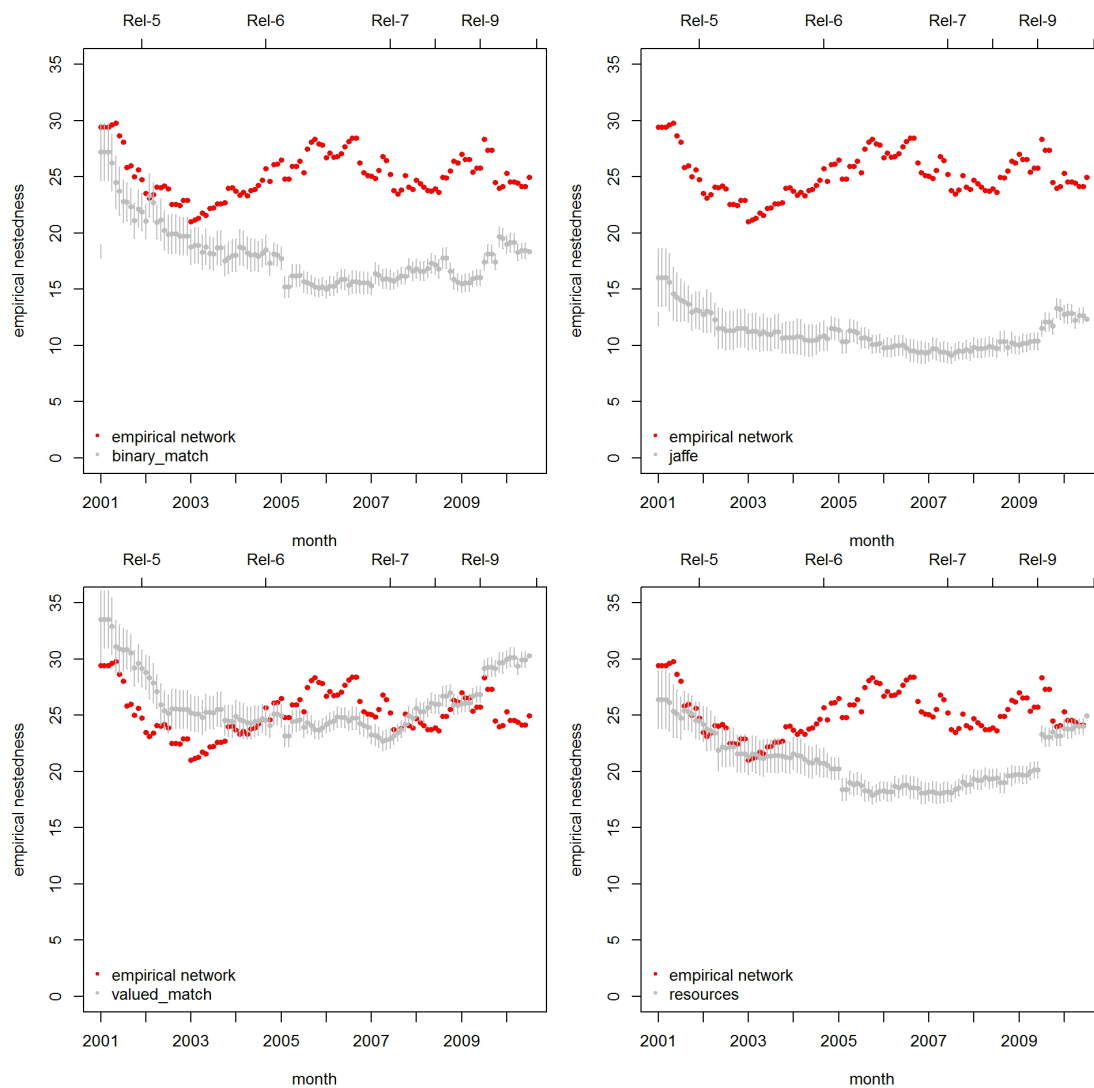 Rel-5 Rel-6 Rel-7 Rel-9
35
30
25
20
15
10
5
0
empirical nestedness
empirical network
binary_match
2001 2003 2005 2007 2009
month
Rel-5 Rel-6 Rel-7 Rel-9
35
30
25
20
15
10
5
0
empirical nestedness
empirical network
jaffe
2001 2003 2005 2007 2009
month
Rel-5 Rel-6 Rel-7 Rel-9
35
30
25
20
15
10
5
0
empirical nestedness
empirical network
valued_match
2001 2003 2005 2007 2009
month
Rel-5 Rel-6 Rel-7 Rel-9
35
30
25
20
15
10
5
0
empirical nestedness
empirical network
resources
2001 2003 2005 2007 2009
month